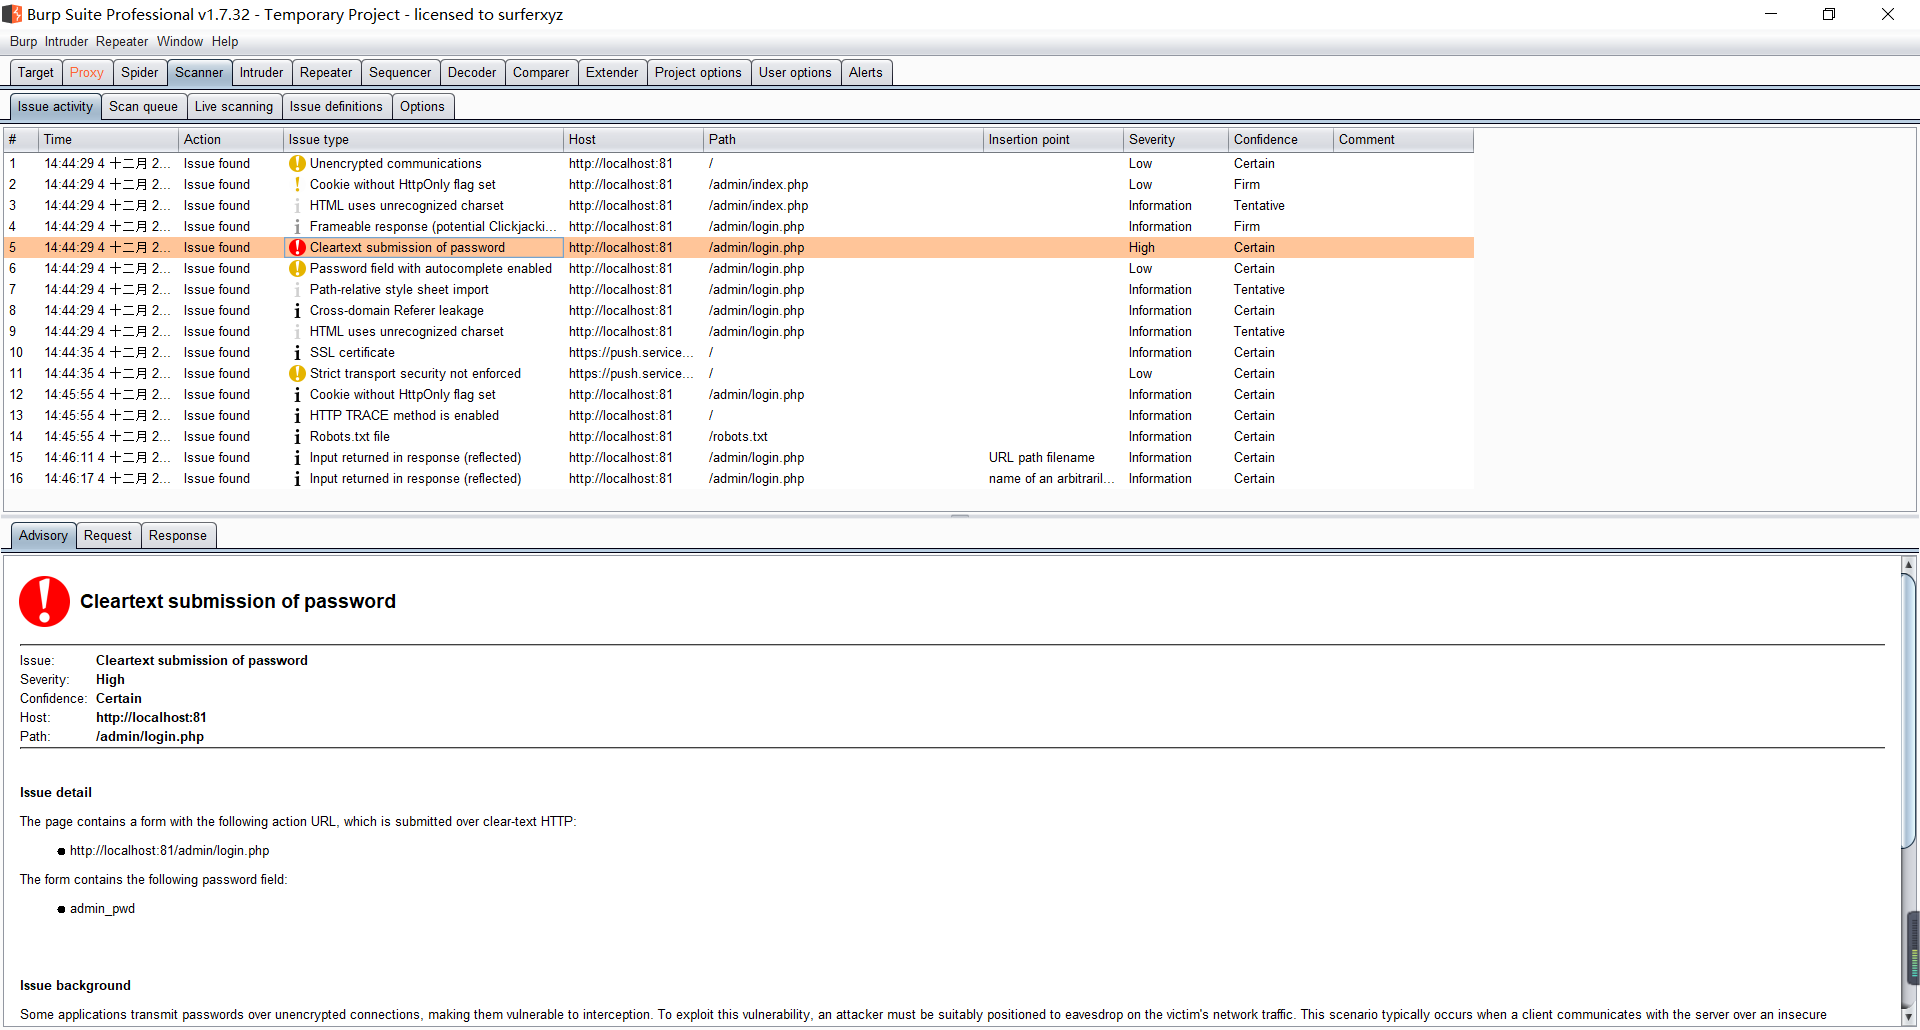 Burp Suite Professional v1.7.32 - Temporary Project - licensed to surferxyz
Burp Intruder Repeater Window Help
Target Proxy Spider Scanner Intruder Repeater Sequencer Decoder Comparer Extender Project options User options Alerts
Issue activity Scan queue Live scanning Issue definitions Options
# Time Action Issue type Host Path Insertion point Severity Confidence Comment
1 14:44:29 4 十二月 2... Issue found Unencrypted communications http://localhost:81 / Low Certain
2 14:44:29 4 十二月 2... Issue found Cookie without HttpOnly flag set http://localhost:81 /admin/index.php Low Firm
3 14:44:29 4 十二月 2... Issue found HTML uses unrecognized charset http://localhost:81 /admin/index.php Information Tentative
4 14:44:29 4 十二月 2... Issue found Frameable response (potential Clickjacki... http://localhost:81 /admin/login.php Information Firm
5 14:44:29 4 十二月 2... Issue found Cleartext submission of password http://localhost:81 /admin/login.php High Certain
6 14:44:29 4 十二月 2... Issue found Password field with autocomplete enabled http://localhost:81 /admin/login.php Low Certain
7 14:44:29 4 十二月 2... Issue found Path-relative style sheet import http://localhost:81 /admin/login.php Information Tentative
8 14:44:29 4 十二月 2... Issue found Cross-domain Referer leakage http://localhost:81 /admin/login.php Information Certain
9 14:44:29 4 十二月 2... Issue found HTML uses unrecognized charset http://localhost:81 /admin/login.php Information Tentative
10 14:44:35 4 十二月 2... Issue found SSL certificate https://push.service... / Information Certain
11 14:44:35 4 十二月 2... Issue found Strict transport security not enforced https://push.service... / Low Certain
12 14:45:55 4 十二月 2... Issue found Cookie without HttpOnly flag set http://localhost:81 /admin/login.php Information Certain
13 14:45:55 4 十二月 2... Issue found HTTP TRACE method is enabled http://localhost:81 / Information Certain
14 14:45:55 4 十二月 2... Issue found Robots.txt file http://localhost:81 /robots.txt Information Certain
15 14:46:11 4 十二月 2... Issue found Input returned in response (reflected) http://localhost:81 /admin/login.php URL path filename Information Certain
16 14:46:17 4 十二月 2... Issue found Input returned in response (reflected) http://localhost:81 /admin/login.php name of an arbitraril... Information Certain
Advisory Request Response
Cleartext submission of password
Issue: Cleartext submission of password
Severity: High
Confidence: Certain
Host: http://localhost:81
Path: /admin/login.php
Issue detail
The page contains a form with the following action URL, which is submitted over clear-text HTTP:
● http://localhost:81/admin/login.php
The form contains the following password field:
● admin_pwd
Issue background
Some applications transmit passwords over unencrypted connections, making them vulnerable to interception. To exploit this vulnerability, an attacker must be suitably positioned to eavesdrop on the victim's network traffic. This scenario typically occurs when a client communicates with the server over an insecure